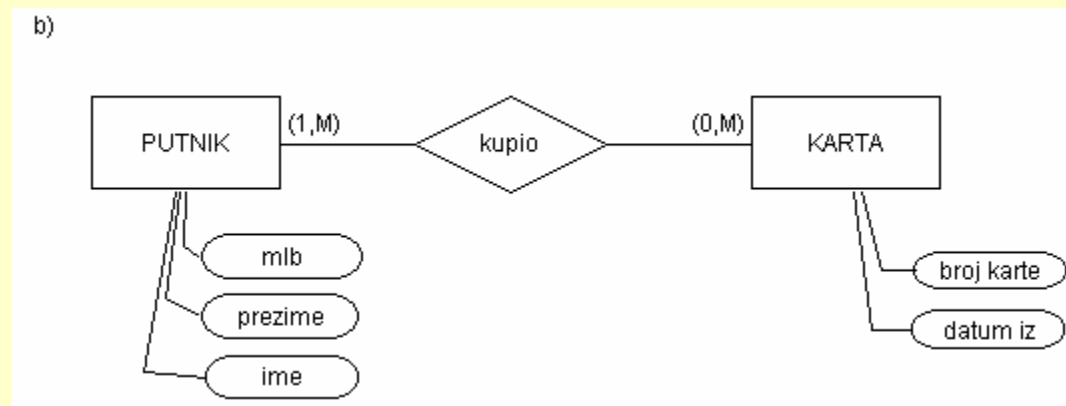 b)
PUTNIK
(1,M)
kupio
(0,M)
KARTA
mlb
prezime
ime
broj karte
datum iz